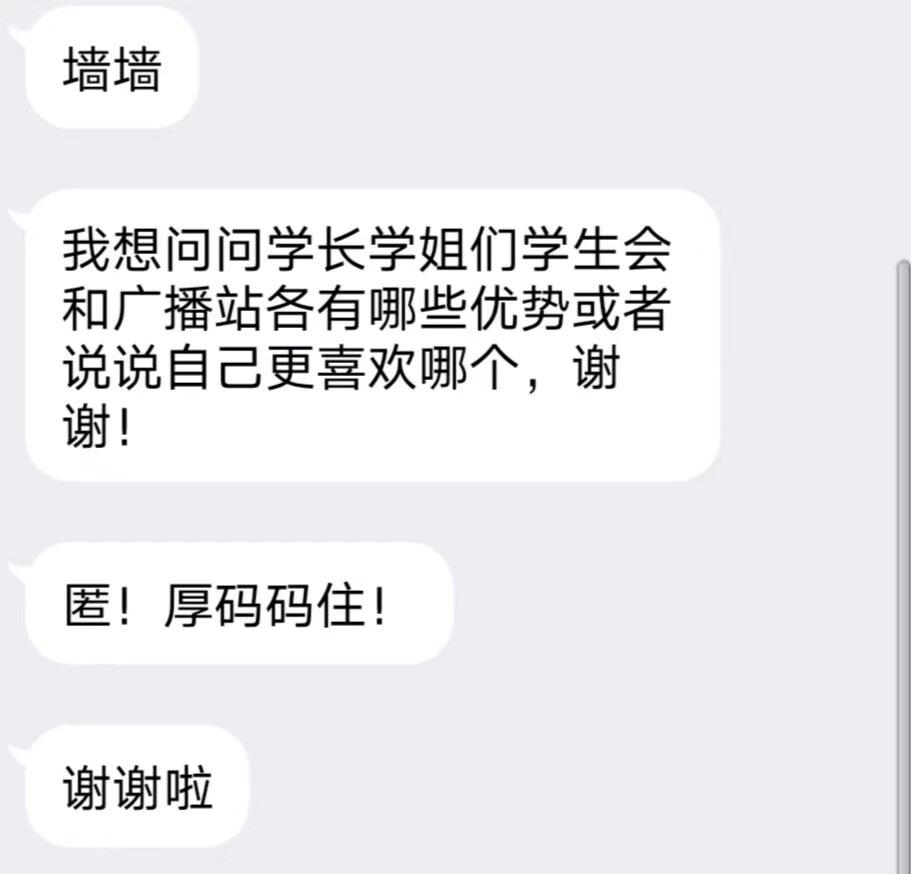 墙墙
我想问问学长学姐们学生会
和广播站各有哪些优势或者
说说自己更喜欢哪个，谢
谢！
匿！厚码码住！
谢谢啦